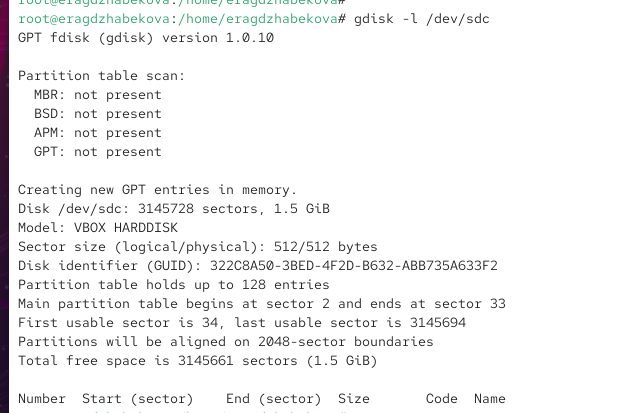 root@eragdzhabekova:/home/eragdzhabekova#
root@eragdzhabekova:/home/eragdzhabekova# gdisk -l /dev/sdc
GPT fdisk (gdisk) version 1.0.10
Partition table scan:
  MBR: not present
  BSD: not present
  APM: not present
  GPT: not present
Creating new GPT entries in memory.
Disk /dev/sdc: 3145728 sectors, 1.5 GiB
Model: VBOX HARDDISK
Sector size (logical/physical): 512/512 bytes
Disk identifier (GUID): 322C8A50-3BED-4F2D-B632-ABB735A633F2
Partition table holds up to 128 entries
Main partition table begins at sector 2 and ends at sector 33
First usable sector is 34, last usable sector is 3145694
Partitions will be aligned on 2048-sector boundaries
Total free space is 3145661 sectors (1.5 GiB)
Number  Start (sector)    End (sector)  Size       Code  Name